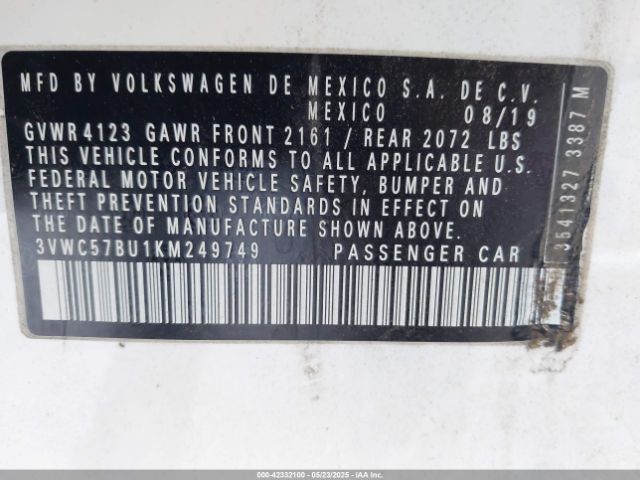 MFD BY VOLKSWAGEN DE MEXICO S.A. DE C.V.
MEXICO 08/19
GVWR 4123 GAWR FRONT 2161 / REAR 2072 LBS
THIS VEHICLE CONFORMS TO ALL APPLICABLE U.S.
FEDERAL MOTOR VEHICLE SAFETY, BUMPER AND
THEFT PREVENTION STANDARDS IN EFFECT ON
THE DATE OF MANUFACTURE SHOWN ABOVE.
3VWC57BU1KM249749 PASSENGER CAR
3541327 3387 M
000-42332100 - 05/23/2025 - IAAI.COM